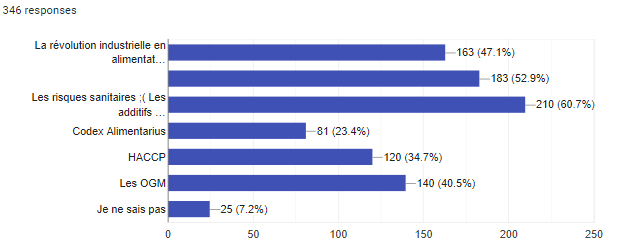 346 responses
La révolution industrielle en
alimentat…
163 (47.1%)
183 (52.9%)
Les risques sanitaires ;( Les
additifs …
210 (60.7%)
Codex Alimentarius
81 (23.4%)
HACCP
120 (34.7%)
Les OGM
140 (40.5%)
Je ne sais pas
25 (7.2%)
0
50
100
150
200
250